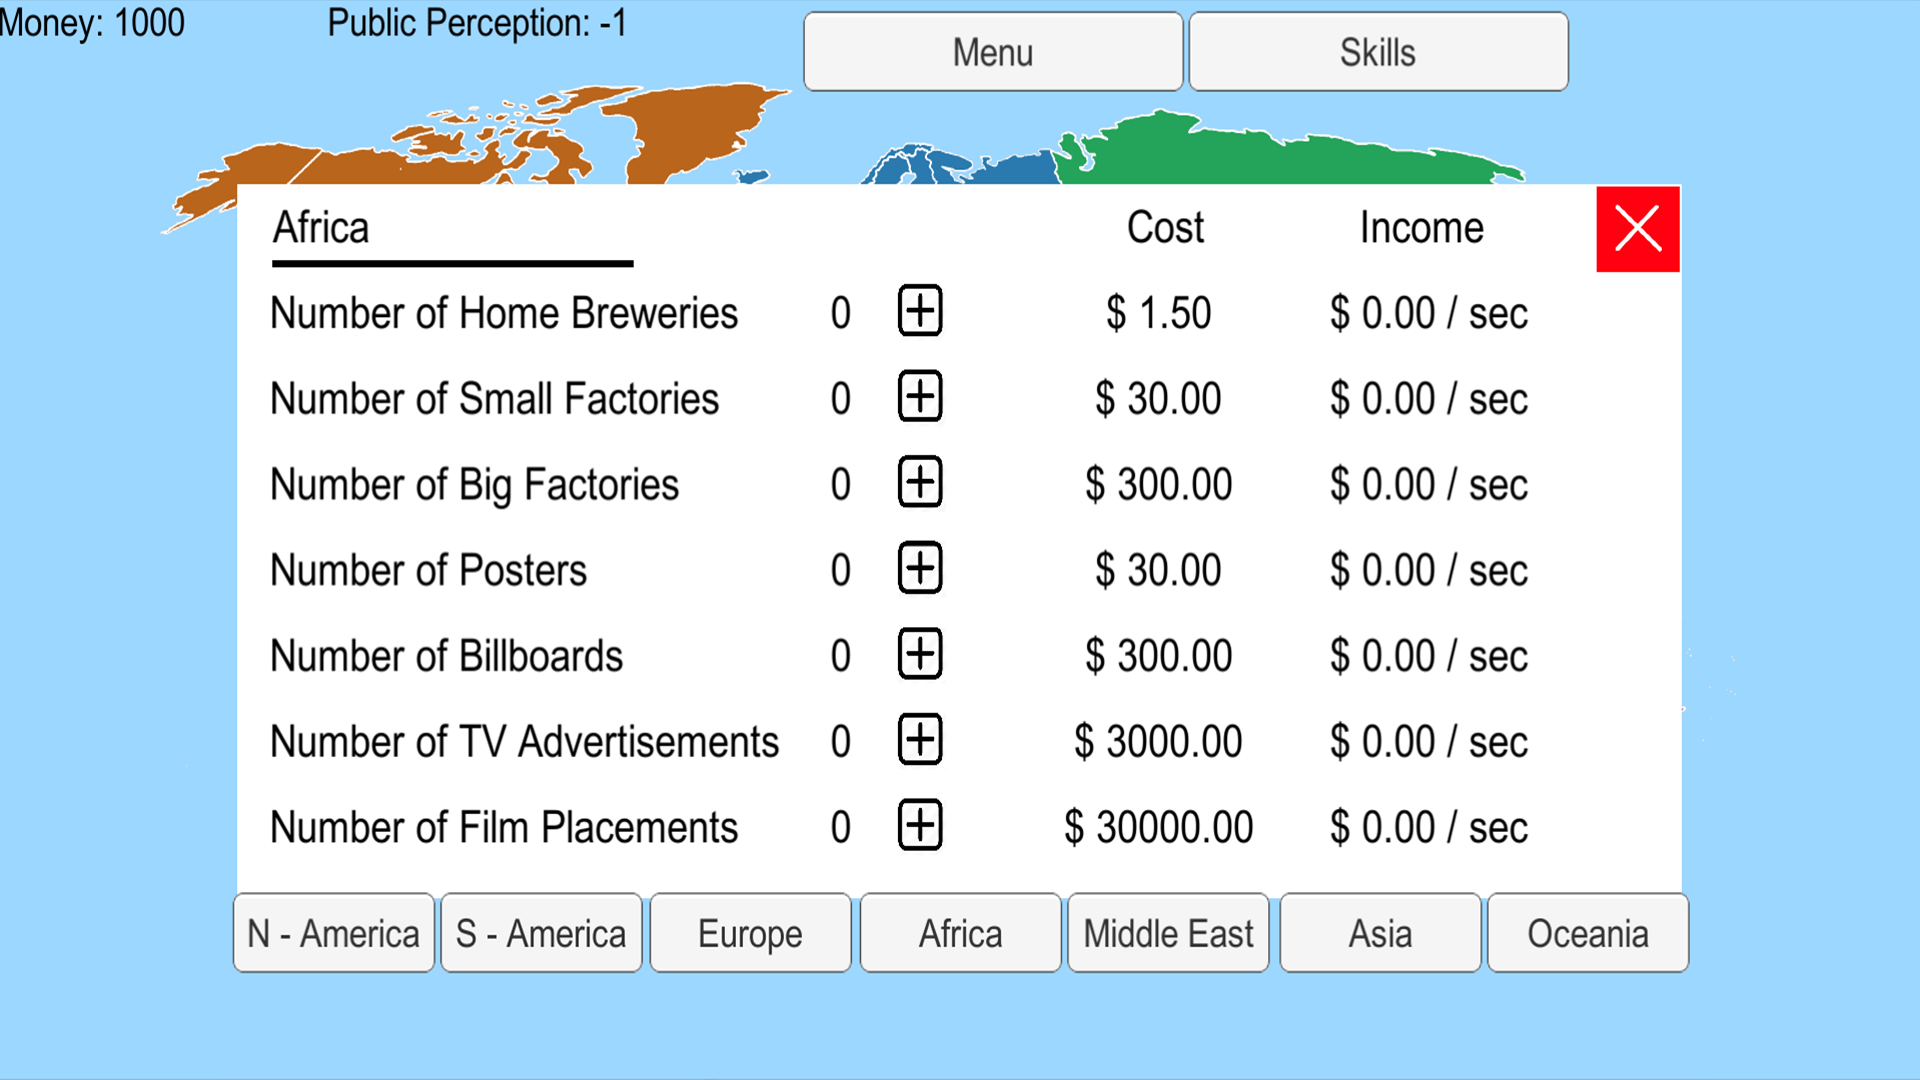 Money: 1000 Public Perception: -1 Menu Skills
Africa Cost Income
Number of Home Breweries 0 $ 1.50 $ 0.00 / sec
Number of Small Factories 0 $ 30.00 $ 0.00 / sec
Number of Big Factories 0 $ 300.00 $ 0.00 / sec
Number of Posters 0 $ 30.00 $ 0.00 / sec
Number of Billboards 0 $ 300.00 $ 0.00 / sec
Number of TV Advertisements 0 $ 3000.00 $ 0.00 / sec
Number of Film Placements 0 $ 30000.00 $ 0.00 / sec
N - America S - America Europe Africa Middle East Asia Oceania